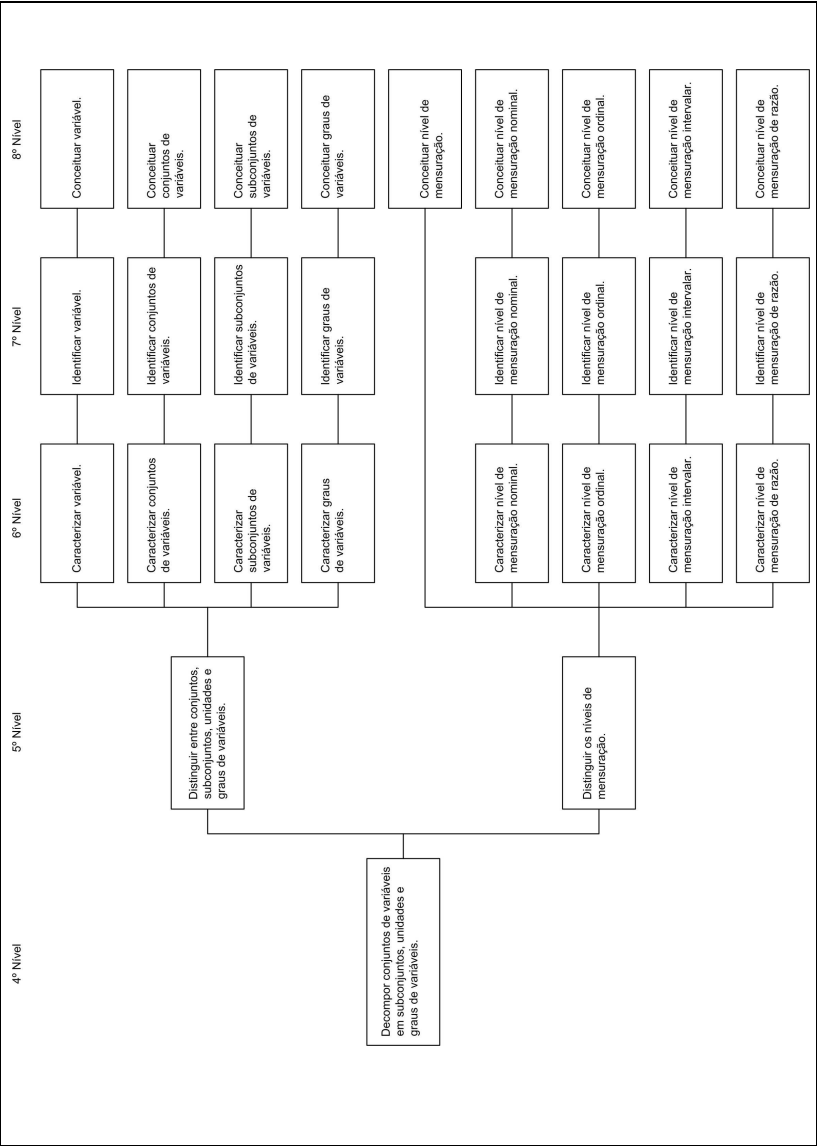 4º Nível
5º Nível
6º Nível
7º Nível
8º Nível
Decompor conjuntos de variáveis
em subconjuntos, unidades e
graus de variáveis.
Distinguir entre conjuntos,
subconjuntos, unidades e
graus de variáveis.
Distinguir os níveis de
mensuração.
Caracterizar variável.
Identificar variável.
Conceituar variável.
Caracterizar conjuntos
de variáveis.
Identificar conjuntos de
variáveis.
Conceituar
conjuntos de
variáveis.
Caracterizar
subconjuntos de
variáveis.
Identificar subconjuntos
de variáveis.
Conceituar
subconjuntos de
variáveis.
Caracterizar graus
de variáveis.
Identificar graus de
variáveis.
Conceituar graus de
variáveis.
Conceituar nível de
mensuração.
Caracterizar nível de
mensuração nominal.
Identificar nível de
mensuração nominal.
Conceituar nível de
mensuração nominal.
Caracterizar nível de
mensuração ordinal.
Identificar nível de
mensuração ordinal.
Conceituar nível de
mensuração ordinal.
Caracterizar nível de
mensuração intervalar.
Identificar nível de
mensuração intervalar.
Conceituar nível de
mensuração intervalar.
Caracterizar nível de
mensuração de razão.
Identificar nível de
mensuração de razão.
Conceituar nível de
mensuração de razão.